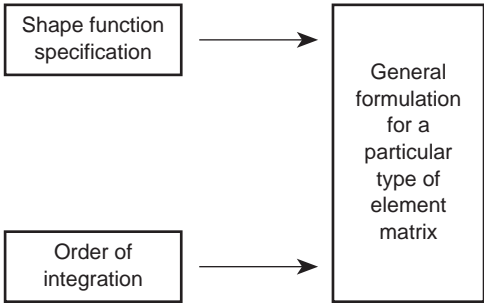 Shape function
specification
General
formulation
for a
particular
type of
element
matrix
Order of
integration